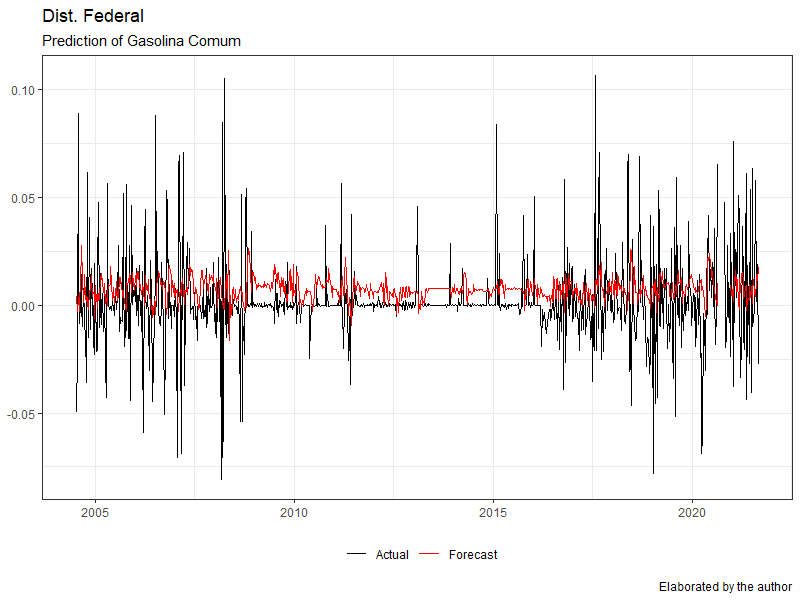 Dist. Federal
Prediction of Gasolina Comum
0.10
0.05
0.00
-0.05
2005 2010 2015 2020
Actual Forecast
Elaborated by the author